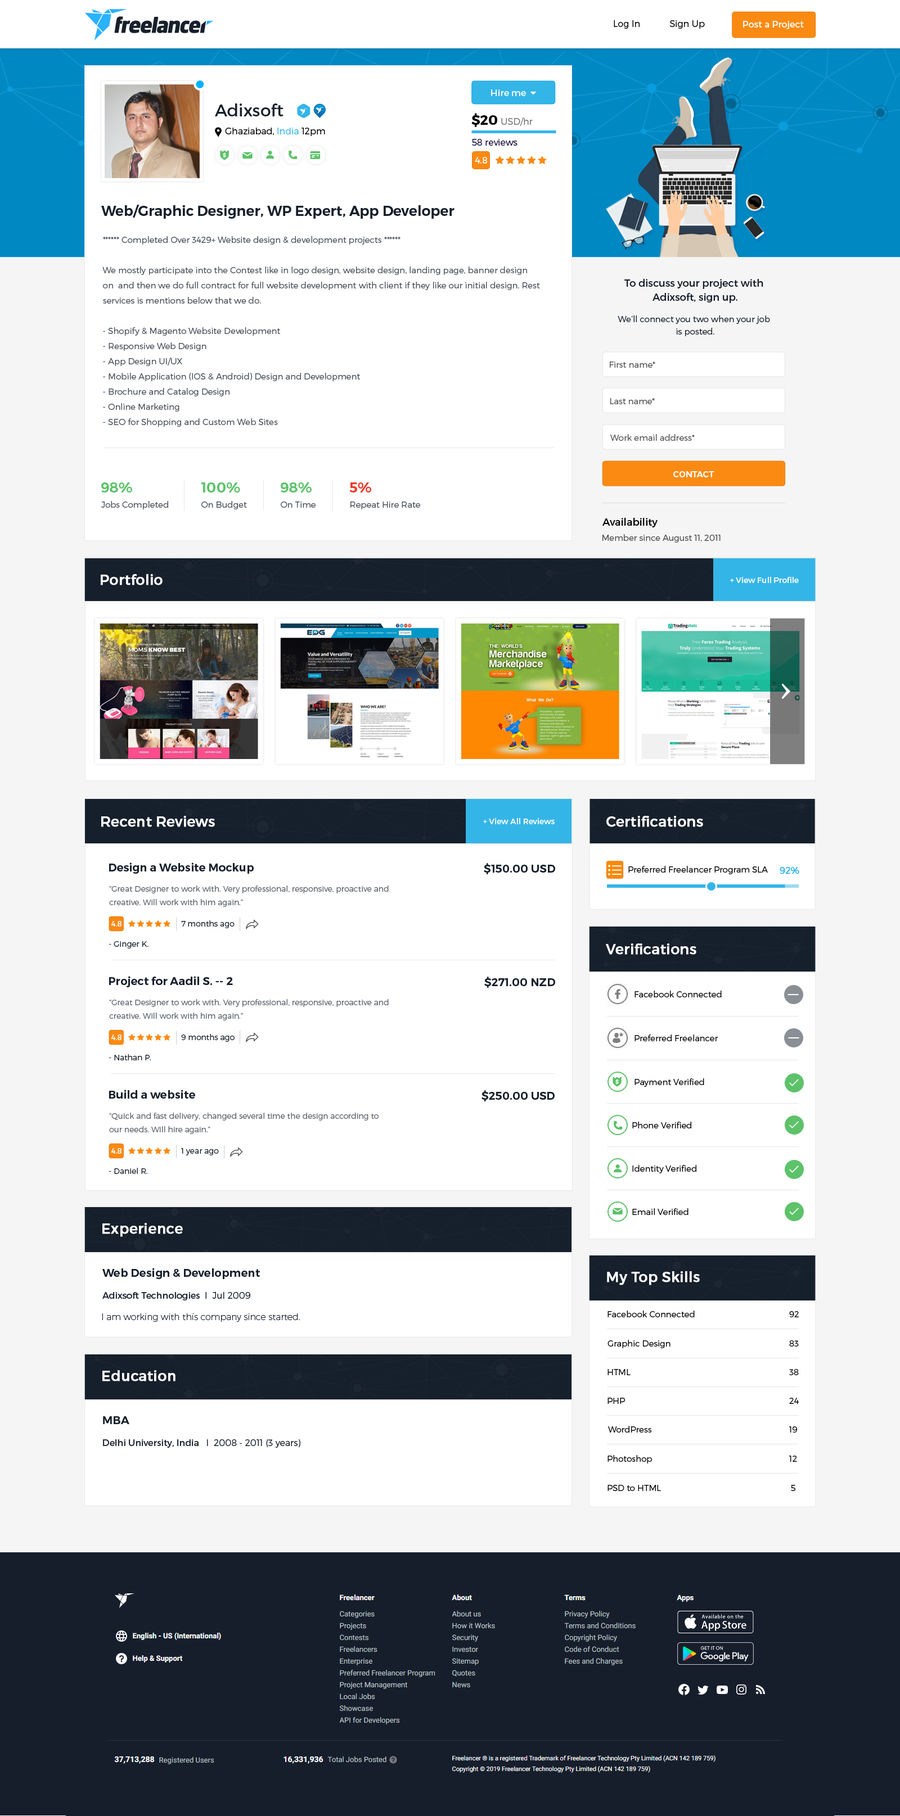 freelancer
Log In
Sign Up
Post a Project
Adixsoft
Ghaziabad, India 12pm
Hire me
$20 USD/hr
58 reviews
4.8
Web/Graphic Designer, WP Expert, App Developer
****** Completed Over 3429+ Website design & development projects ******
We mostly participate into the Contest like in logo design, website design, landing page, banner design
on and then we do full contract for full website development with client if they like our initial design. Rest
services is mentions below that we do.
- Shopify & Magento Website Development
- Responsive Web Design
- App Design UI/UX
- Mobile Application (IOS & Android) Design and Development
- Brochure and Catalog Design
- Online Marketing
- SEO for Shopping and Custom Web Sites
98%
Jobs Completed
100%
On Budget
98%
On Time
5%
Repeat Hire Rate
To discuss your project with
Adixsoft, sign up.
We'll connect you two when your job
is posted.
First name*
Last name*
Work email address*
CONTACT
Availability
Member since August 11, 2011
Portfolio
+ View Full Profile
MOMS KNOW BEST
EDG
Value and Versatility
WHO WE ARE?
THE WORLD'S
Merchandise
Marketplace
What We Do?
Tradingstats
Free Forex Trading Analysis
Truly Understand Your Trading Systems
Recent Reviews
+ View All Reviews
Design a Website Mockup
$150.00 USD
"Great Designer to work with. Very professional, responsive, proactive and
creative. Will work with him again."
4.8
7 months ago
- Ginger K.
Project for Aadil S. -- 2
$271.00 NZD
"Great Designer to work with. Very professional, responsive, proactive and
creative. Will work with him again."
4.8
9 months ago
- Nathan P.
Build a website
$250.00 USD
"Quick and fast delivery, changed several time the design according to
our needs. Will hire again."
4.8
1 year ago
- Daniel R.
Certifications
Preferred Freelancer Program SLA
92%
Verifications
Facebook Connected
Preferred Freelancer
Payment Verified
Phone Verified
Identity Verified
Email Verified
Experience
Web Design & Development
Adixsoft Technologies | Jul 2009
I am working with this company since started.
Education
MBA
Delhi University, India | 2008 - 2011 (3 years)
My Top Skills
Facebook Connected 92
Graphic Design 83
HTML 38
PHP 24
WordPress 19
Photoshop 12
PSD to HTML 5
English - US (International)
Help & Support
Freelancer
Categories
Projects
Contests
Freelancers
Enterprise
Preferred Freelancer Program
Project Management
Local Jobs
Showcase
API for Developers
About
About us
How it Works
Security
Investor
Sitemap
Quotes
News
Terms
Privacy Policy
Terms and Conditions
Copyright Policy
Code of Conduct
Fees and Charges
Apps
Available on the
App Store
GET IT ON
Google Play
37,713,288 Registered Users
16,331,936 Total Jobs Posted ?
Freelancer ® is a registered Trademark of Freelancer Technology Pty Limited (ACN 142 189 759)
Copyright © 2019 Freelancer Technology Pty Limited (ACN 142 189 759)